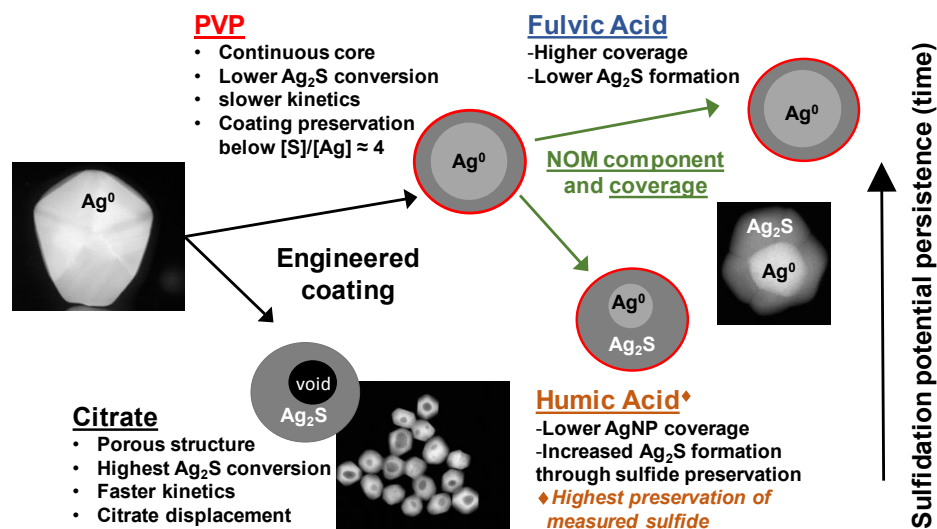 PVP
• Continuous core
• Lower Ag₂S conversion
• slower kinetics
• Coating preservation
below [S]/[Ag] ≈ 4
Fulvic Acid
-Higher coverage
-Lower Ag₂S formation
Ag⁰
Ag⁰
Ag⁰
NOM component
and coverage
Engineered
coating
Ag₂S
Ag⁰
Ag⁰
Ag₂S
void
Ag₂S
Citrate
• Porous structure
• Highest Ag₂S conversion
• Faster kinetics
• Citrate displacement
Humic Acid♦
-Lower AgNP coverage
-Increased Ag₂S formation
through sulfide preservation
♦Highest preservation of
measured sulfide
Sulfidation potential persistence (time)